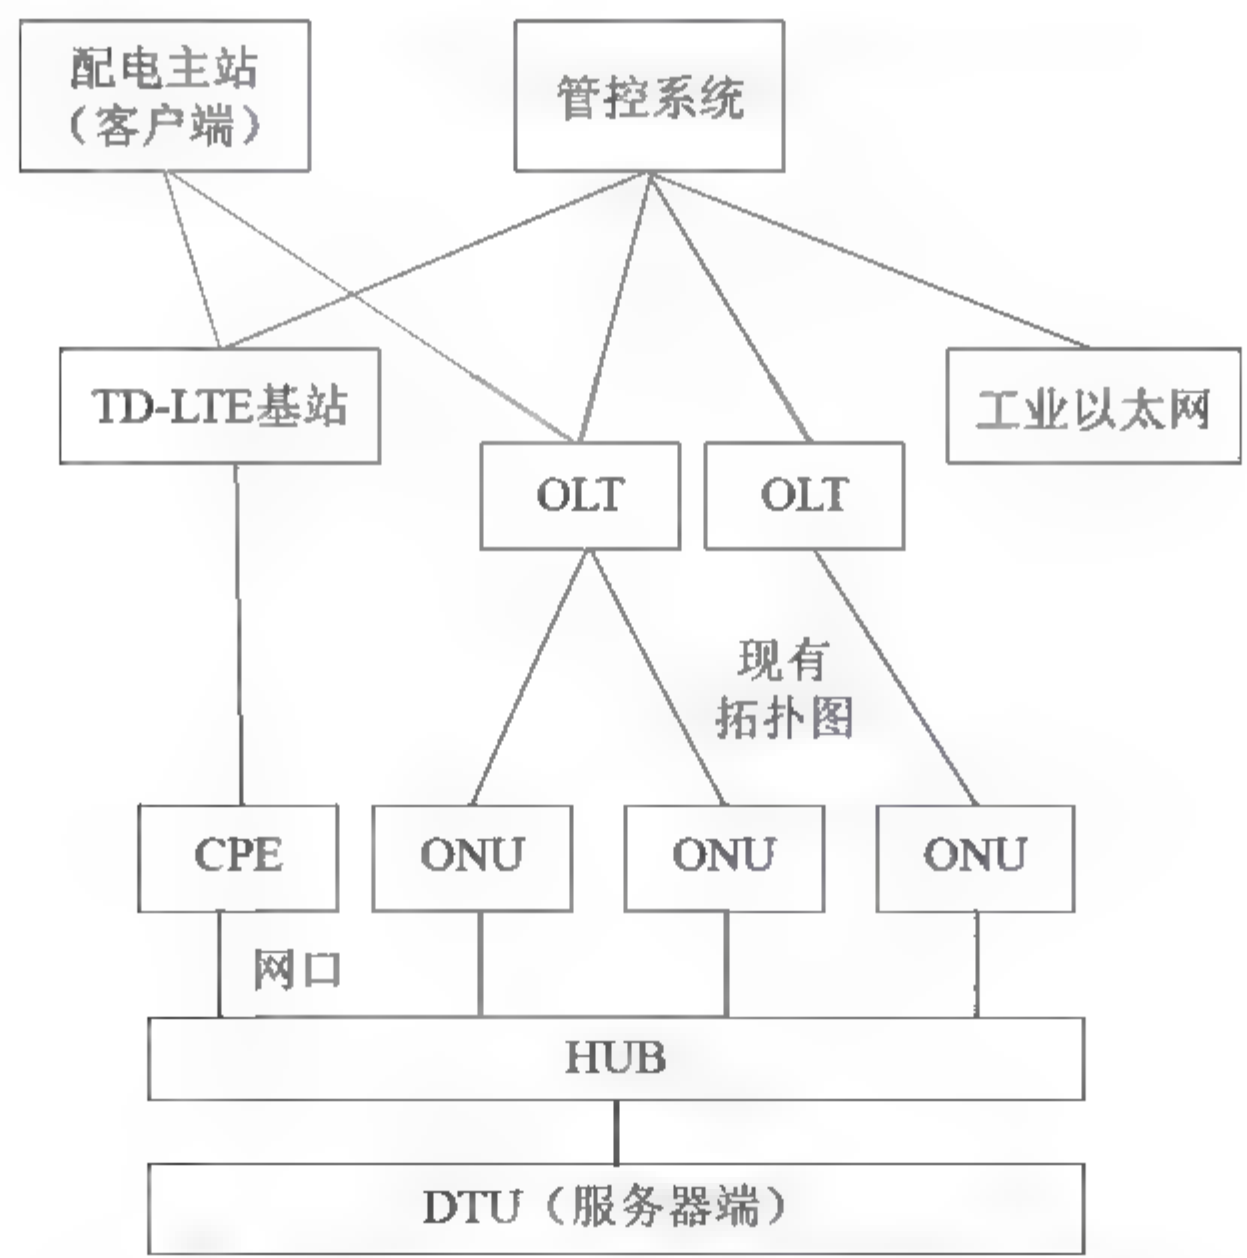 配电主站
（客户端）
管控系统
TD-LTE基站
工业以太网
OLT
OLT
现有
拓扑图
CPE
ONU
ONU
ONU
网口
HUB
DTU（服务器端）